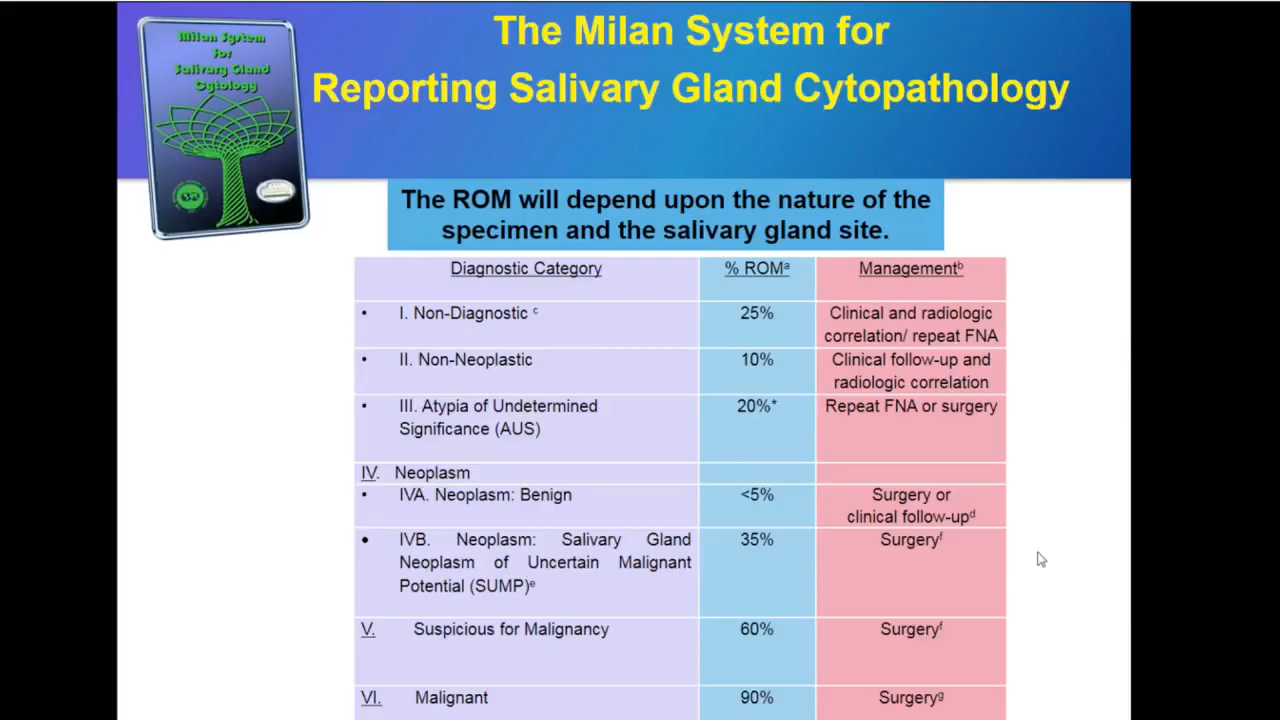 Milan System
for
Salivary Gland
Cytology
The Milan System for
Reporting Salivary Gland Cytopathology
The ROM will depend upon the nature of the
specimen and the salivary gland site.
Diagnostic Category % ROMᵃ Managementᵇ
• I. Non-Diagnostic ᶜ 25% Clinical and radiologic
correlation/ repeat FNA
• II. Non-Neoplastic 10% Clinical follow-up and
radiologic correlation
• III. Atypia of Undetermined 20%* Repeat FNA or surgery
Significance (AUS)
IV. Neoplasm
• IVA. Neoplasm: Benign <5% Surgery or
clinical follow-upᵈ
• IVB. Neoplasm: Salivary Gland 35% Surgeryᶠ
Neoplasm of Uncertain Malignant
Potential (SUMP)ᵉ
V. Suspicious for Malignancy 60% Surgeryᶠ
VI. Malignant 90% Surgeryᵍ